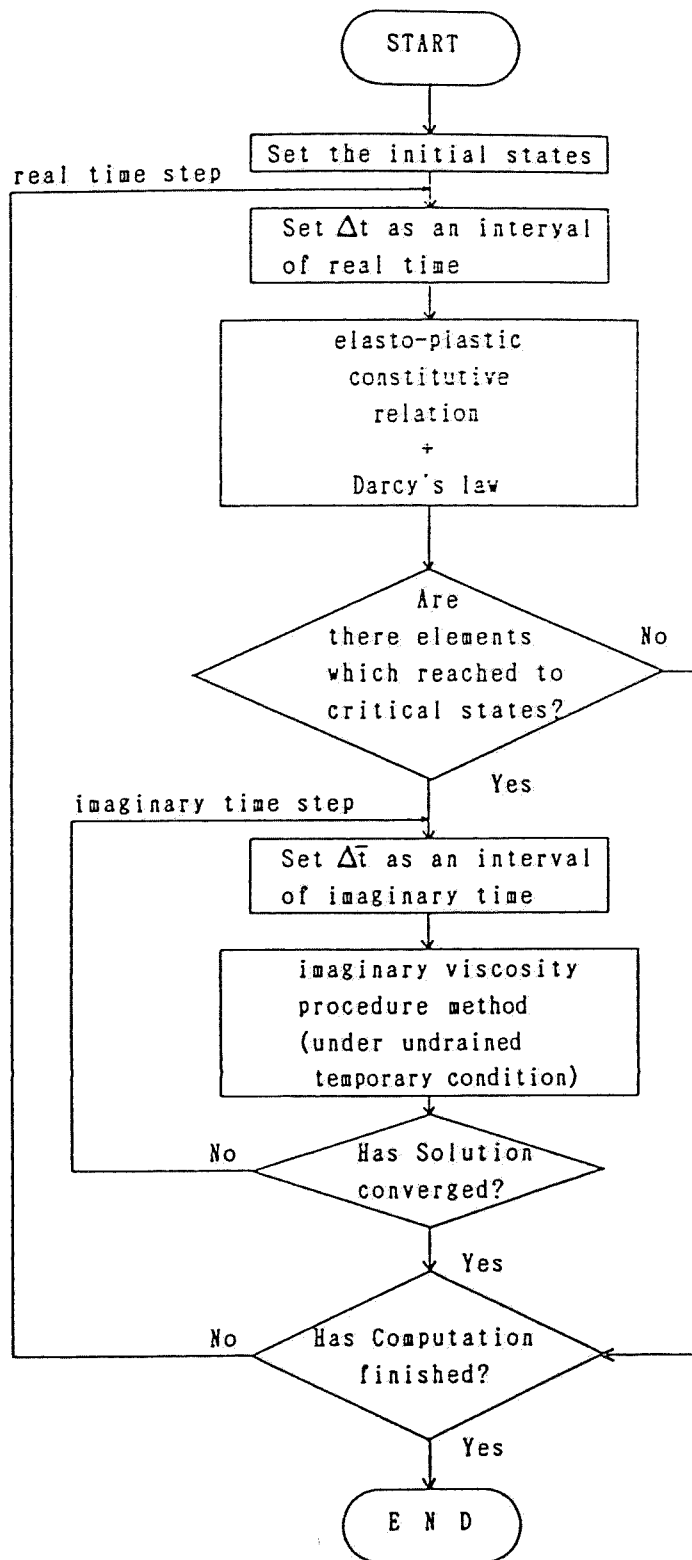 START
Set the initial states
real time step
Set Δt as an interval
of real time
elasto-plastic
constitutive
relation
+
Darcy's law
Are
there elements
which reached to
critical states?
No
Yes
imaginary time step
Set Δt̄ as an interval
of imaginary time
imaginary viscosity
procedure method
(under undrained
temporary condition)
No
Has Solution
converged?
Yes
No
Has Computation
finished?
Yes
E N D